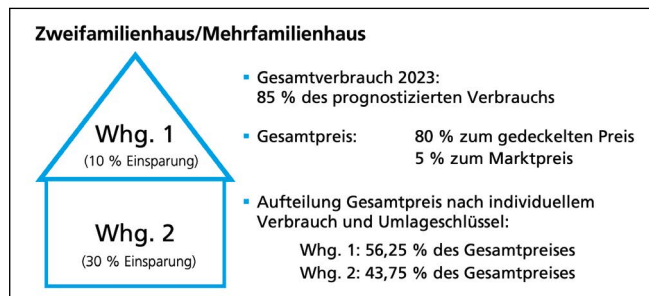 Zweifamilienhaus/Mehrfamilienhaus
Whg. 1
(10 % Einsparung)
Whg. 2
(30 % Einsparung)
▪ Gesamtverbrauch 2023:
85 % des prognostizierten Verbrauchs
▪ Gesamtpreis: 80 % zum gedeckelten Preis
5 % zum Marktpreis
▪ Aufteilung Gesamtpreis nach individuellem
Verbrauch und Umlageschlüssel:
Whg. 1: 56,25 % des Gesamtpreises
Whg. 2: 43,75 % des Gesamtpreises